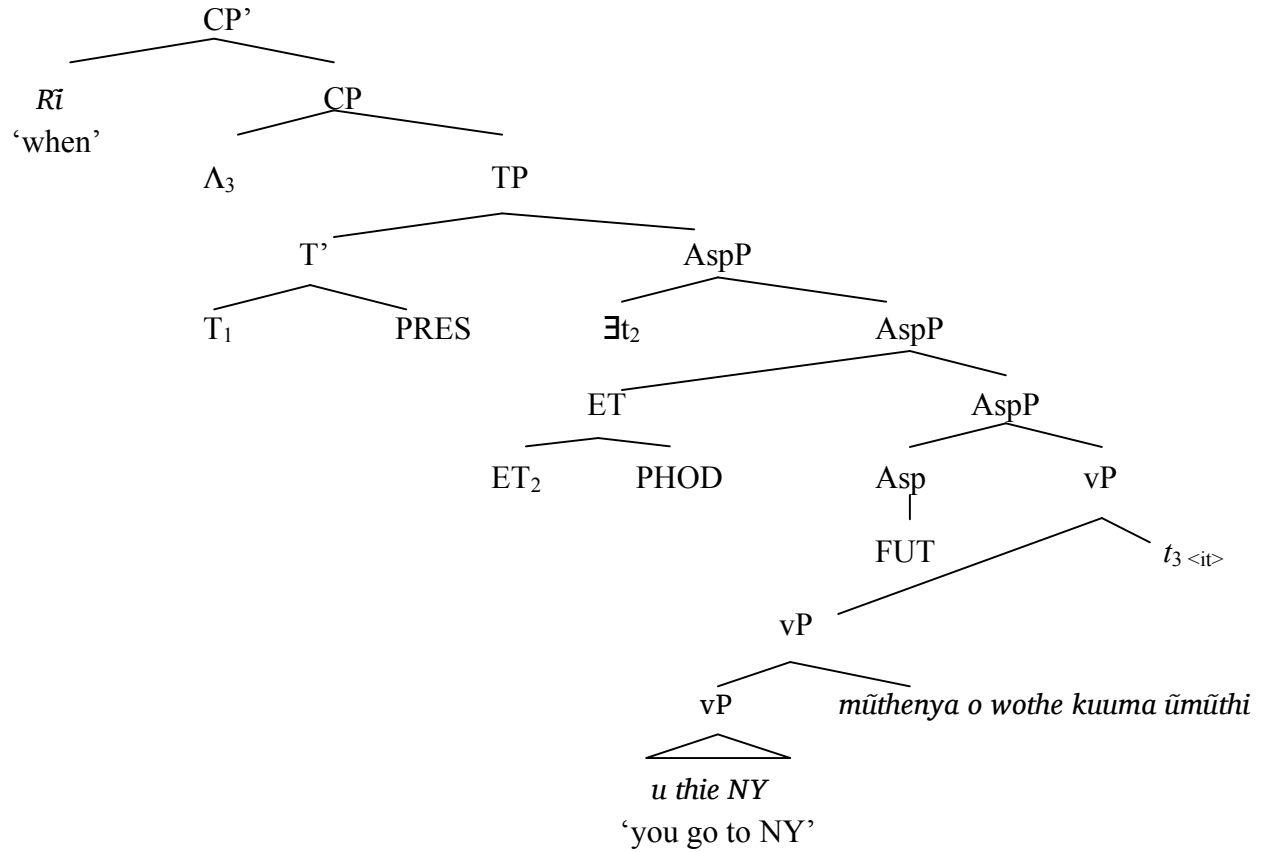 CP’
Rĩ CP
‘when’
Λ3 TP
T’ AspP
T1 PRES ∃t2 AspP
ET AspP
ET2 PHOD Asp vP
FUT t3 <it>
vP
vP mũthenya o wothe kuuma ũmũthi
u thie NY
‘you go to NY’